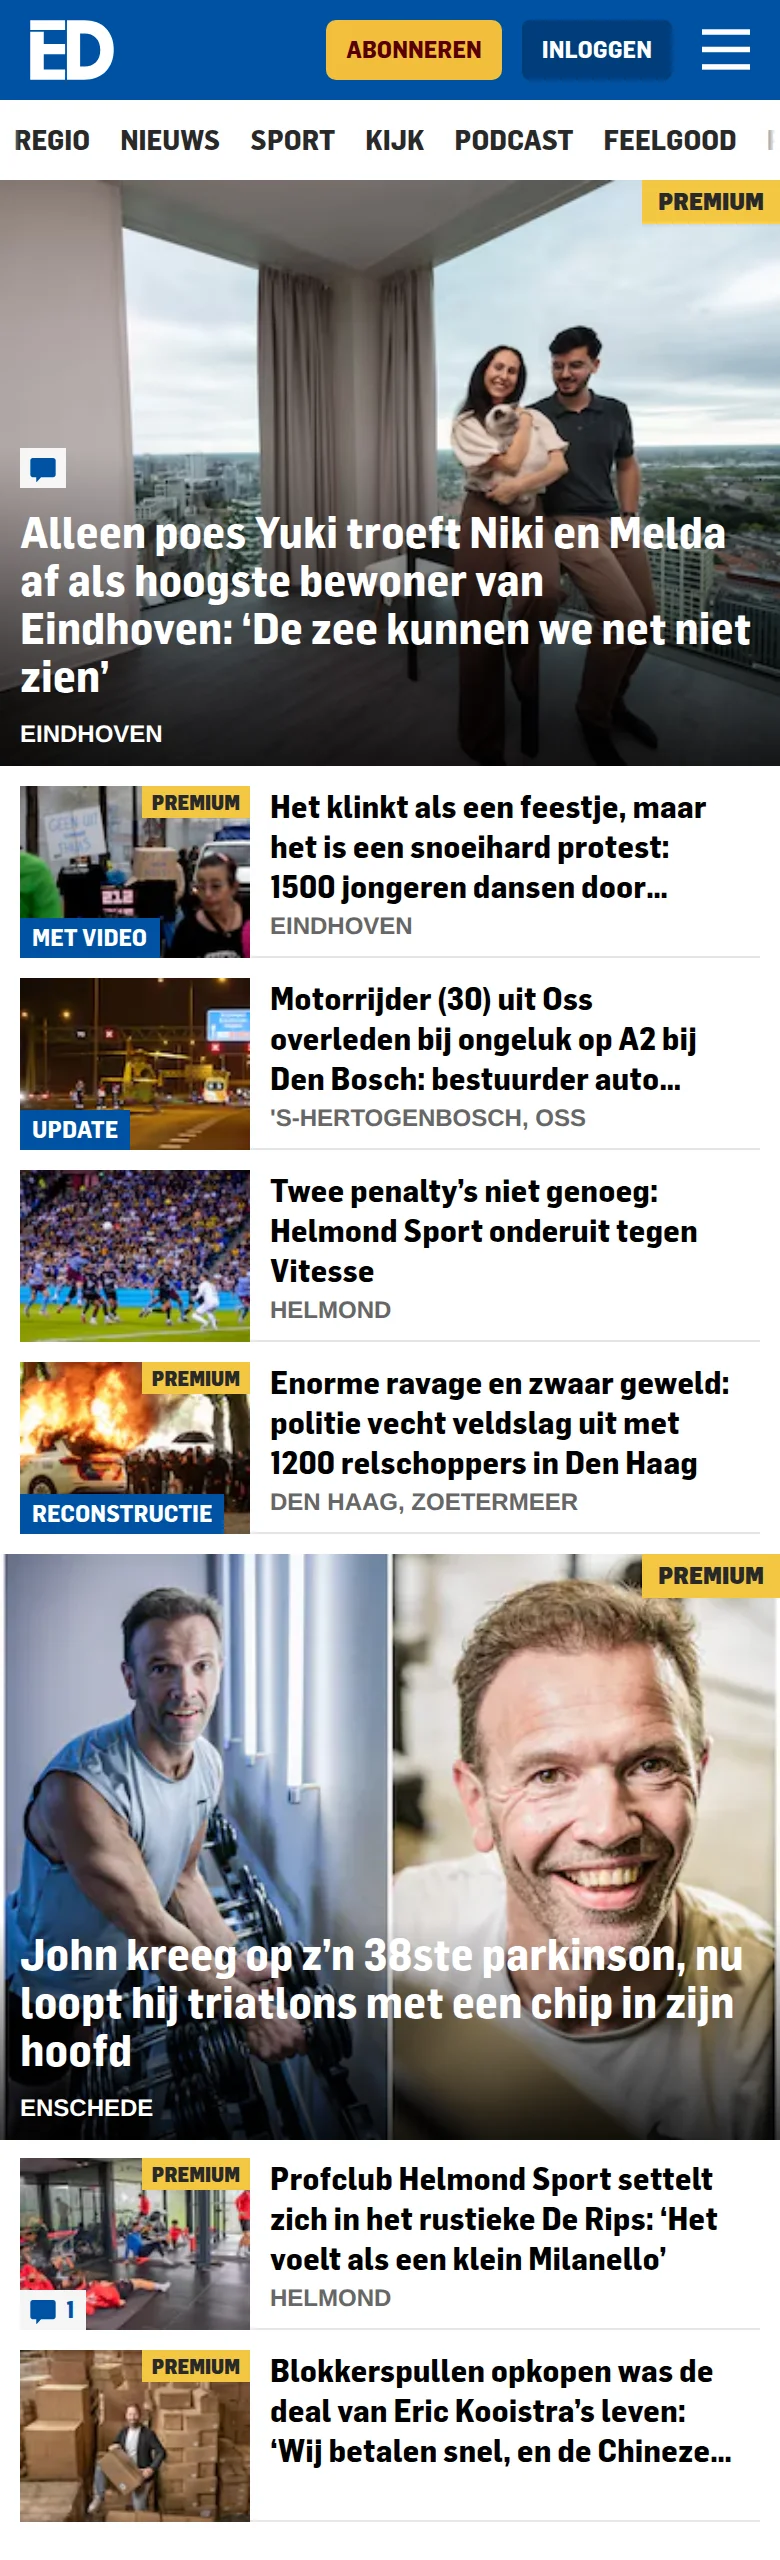 ED
ABONNEREN
INLOGGEN
REGIO NIEUWS SPORT KIJK PODCAST FEELGOOD
PREMIUM
Alleen poes Yuki troeft Niki en Melda
af als hoogste bewoner van
Eindhoven: ‘De zee kunnen we net niet
zien’
EINDHOVEN
PREMIUM
GEEN UIT
MET VIDEO
Het klinkt als een feestje, maar
het is een snoeihard protest:
1500 jongeren dansen door...
EINDHOVEN
UPDATE
Motorrijder (30) uit Oss
overleden bij ongeluk op A2 bij
Den Bosch: bestuurder auto...
'S-HERTOGENBOSCH, OSS
Twee penalty’s niet genoeg:
Helmond Sport onderuit tegen
Vitesse
HELMOND
PREMIUM
RECONSTRUCTIE
Enorme ravage en zwaar geweld:
politie vecht veldslag uit met
1200 relschoppers in Den Haag
DEN HAAG, ZOETERMEER
PREMIUM
John kreeg op z’n 38ste parkinson, nu
loopt hij triatlons met een chip in zijn
hoofd
ENSCHEDE
PREMIUM
1
Profclub Helmond Sport settelt
zich in het rustieke De Rips: ‘Het
voelt als een klein Milanello’
HELMOND
PREMIUM
Blokkerspullen opkopen was de
deal van Eric Kooistra’s leven:
‘Wij betalen snel, en de Chineze...